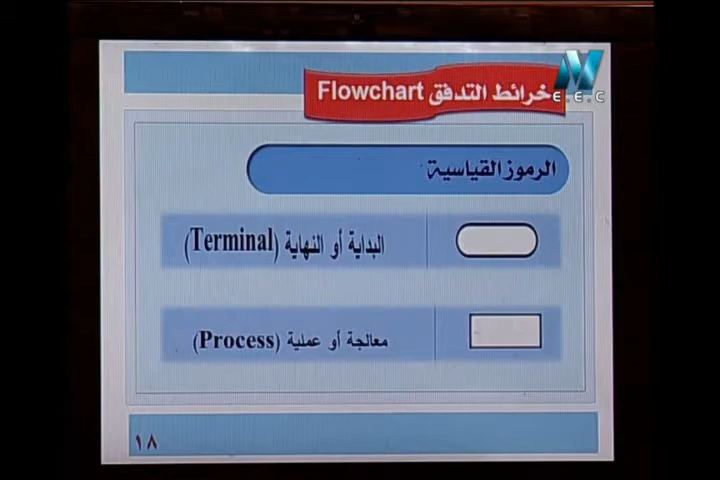 خرائط التدفق Flowchart
E.E.C
الرموز القياسية
البداية أو النهاية (Terminal)
معالجة أو عملية (Process)
١٨